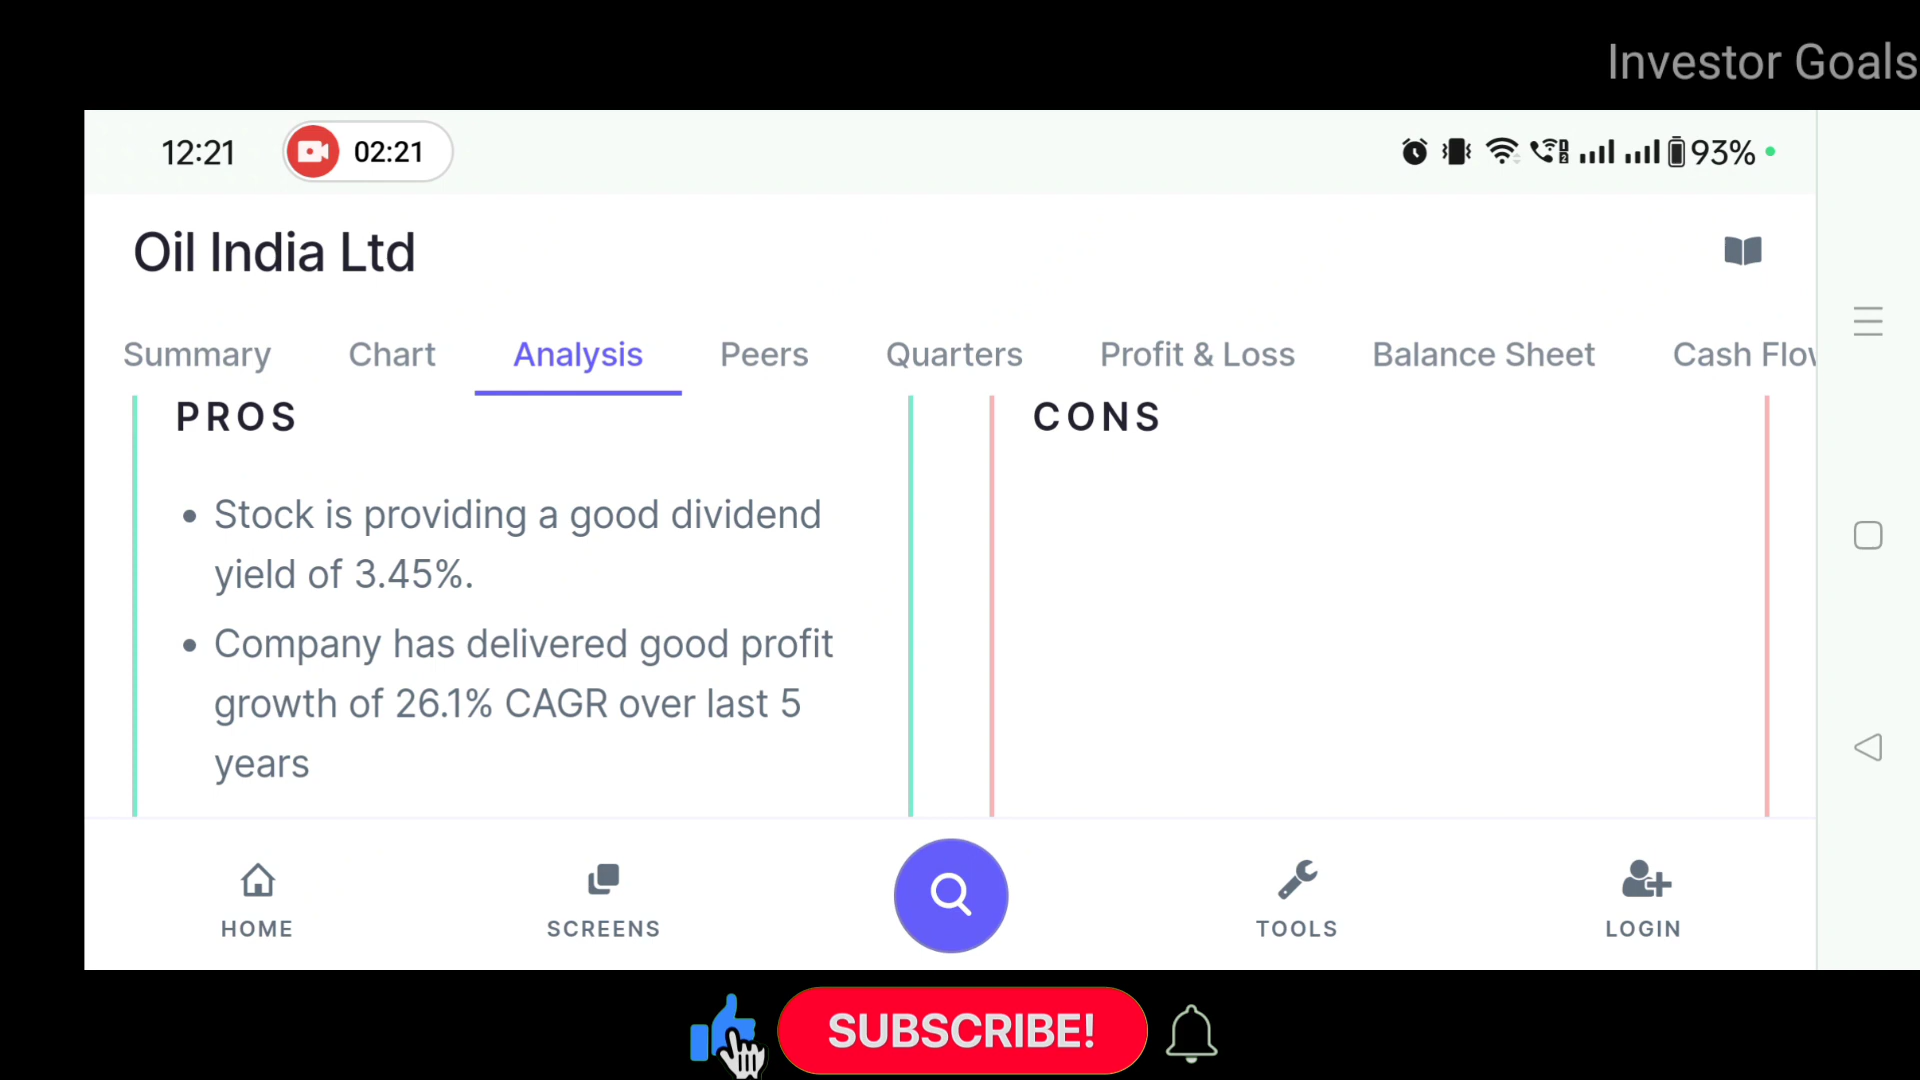 Investor Goals
12:21
02:21
93%
Oil India Ltd
Summary Chart Analysis Peers Quarters Profit & Loss Balance Sheet Cash Flow
PROS
• Stock is providing a good dividend
yield of 3.45%.
• Company has delivered good profit
growth of 26.1% CAGR over last 5
years
CONS
HOME SCREENS TOOLS LOGIN
SUBSCRIBE!